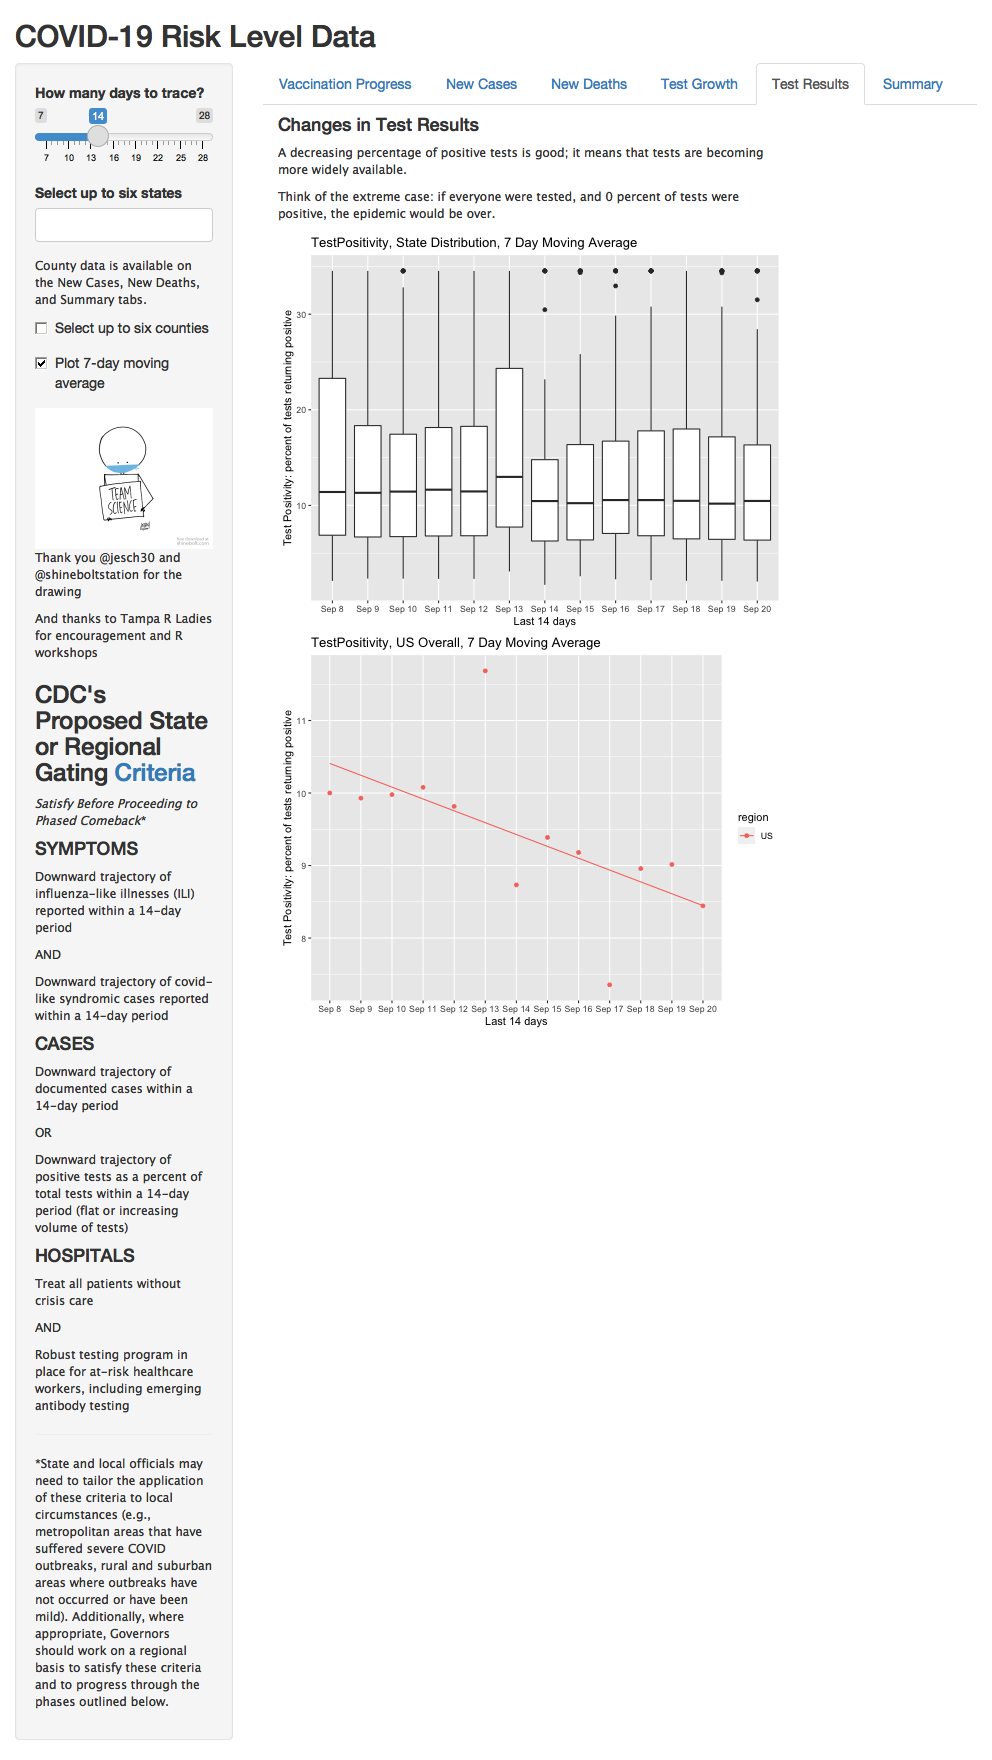 COVID-19 Risk Level Data
How many days to trace?
7 14 28
7 10 13 16 19 22 25 28
Select up to six states
County data is available on
the New Cases, New Deaths,
and Summary tabs.
Select up to six counties
Plot 7-day moving
average
TEAM
SCIENCE
Thank you @jesch30 and
@shineboltstation for the
drawing
And thanks to Tampa R Ladies
for encouragement and R
workshops
CDC's
Proposed State
or Regional
Gating Criteria
Satisfy Before Proceeding to
Phased Comeback*
SYMPTOMS
Downward trajectory of
influenza-like illnesses (ILI)
reported within a 14-day
period
AND
Downward trajectory of covid-
like syndromic cases reported
within a 14-day period
CASES
Downward trajectory of
documented cases within a
14-day period
OR
Downward trajectory of
positive tests as a percent of
total tests within a 14-day
period (flat or increasing
volume of tests)
HOSPITALS
Treat all patients without
crisis care
AND
Robust testing program in
place for at-risk healthcare
workers, including emerging
antibody testing
*State and local officials may
need to tailor the application
of these criteria to local
circumstances (e.g.,
metropolitan areas that have
suffered severe COVID
outbreaks, rural and suburban
areas where outbreaks have
not occurred or have been
mild). Additionally, where
appropriate, Governors
should work on a regional
basis to satisfy these criteria
and to progress through the
phases outlined below.
Vaccination Progress New Cases New Deaths Test Growth Test Results Summary
Changes in Test Results
A decreasing percentage of positive tests is good; it means that tests are becoming
more widely available.
Think of the extreme case: if everyone were tested, and 0 percent of tests were
positive, the epidemic would be over.
TestPositivity, State Distribution, 7 Day Moving Average
Test Positivity: percent of tests returning positive
30
20
10
Sep 8 Sep 9 Sep 10 Sep 11 Sep 12 Sep 13 Sep 14 Sep 15 Sep 16 Sep 17 Sep 18 Sep 19 Sep 20
Last 14 days
TestPositivity, US Overall, 7 Day Moving Average
Test Positivity: percent of tests returning positive
11
10
9
8
Sep 8 Sep 9 Sep 10 Sep 11 Sep 12 Sep 13 Sep 14 Sep 15 Sep 16 Sep 17 Sep 18 Sep 19 Sep 20
Last 14 days
region
US